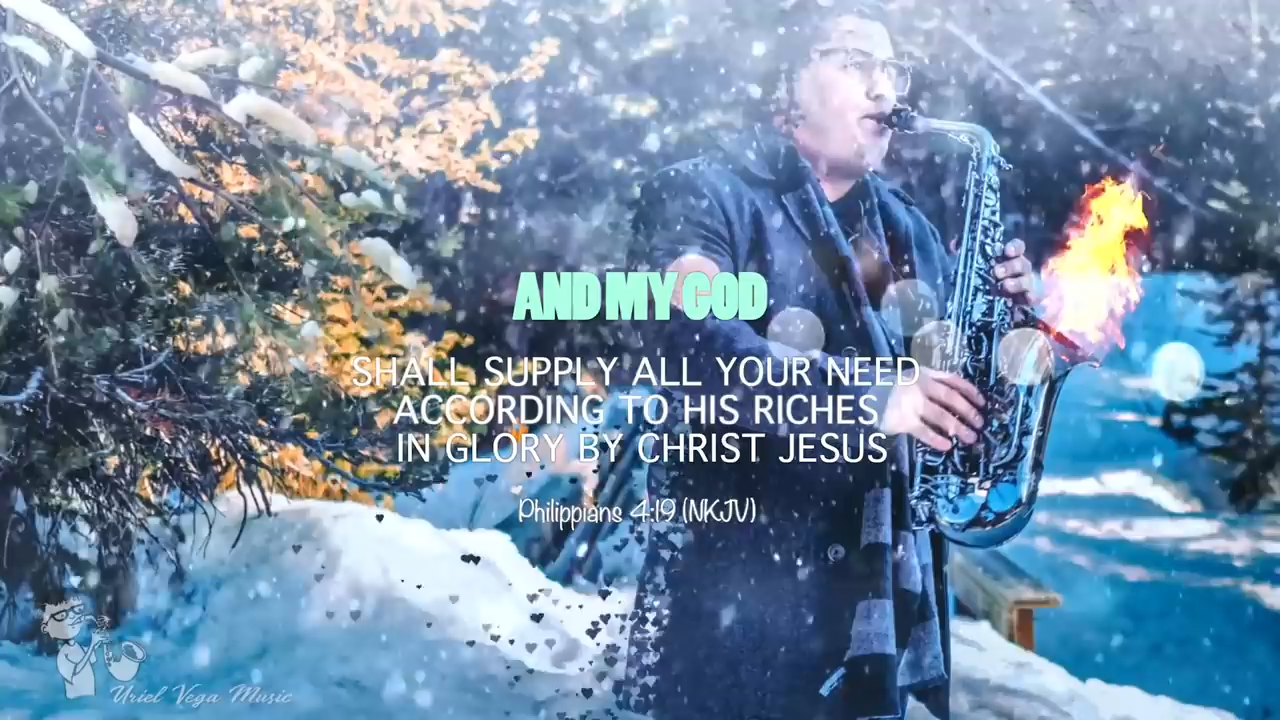 AND MY GOD
SHALL SUPPLY ALL YOUR NEED
ACCORDING TO HIS RICHES
IN GLORY BY CHRIST JESUS
Philippians 4:19 (NKJV)
Uriel Vega Music